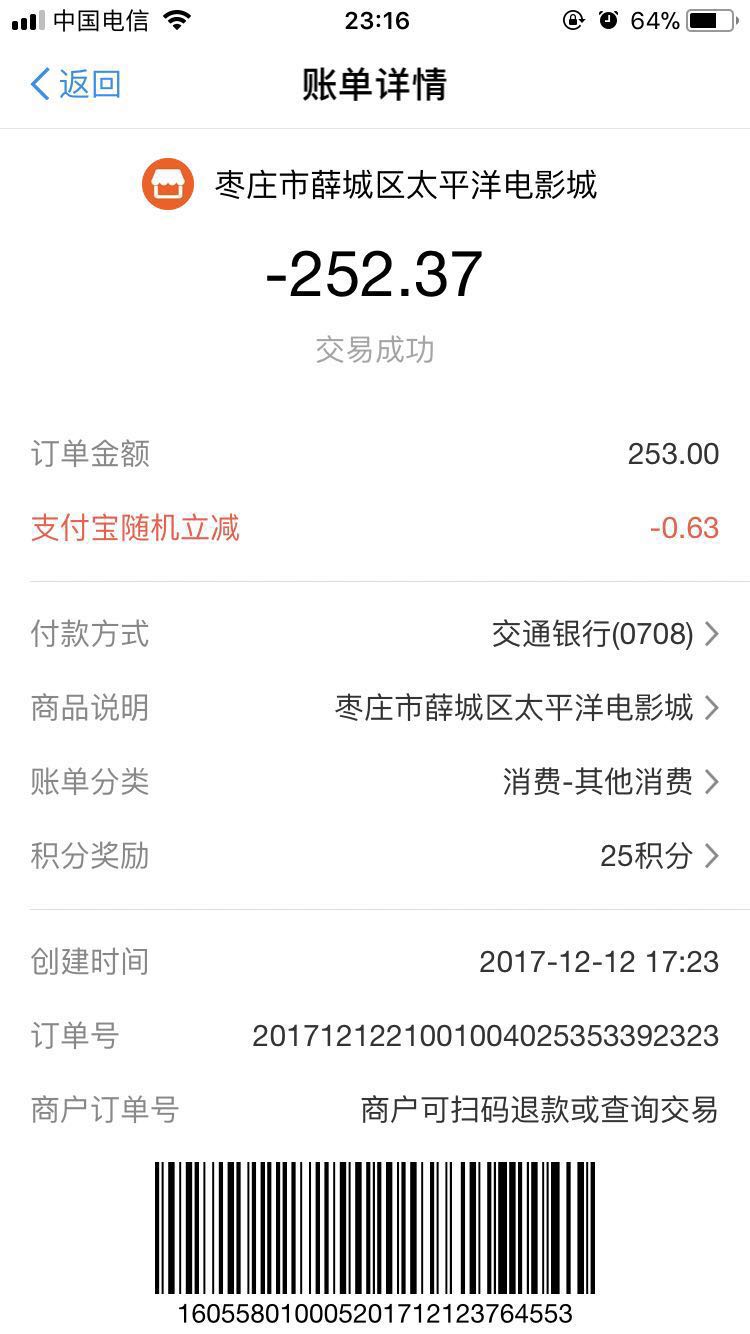 中国电信 23:16 64%
返回 账单详情
枣庄市薛城区太平洋电影城
-252.37
交易成功
订单金额 253.00
支付宝随机立减 -0.63
付款方式 交通银行(0708)
商品说明 枣庄市薛城区太平洋电影城
账单分类 消费-其他消费
积分奖励 25积分
创建时间 2017-12-12 17:23
订单号 2017121221001004025353392323
商户订单号 商户可扫码退款或查询交易
1605580100052017121237​64553